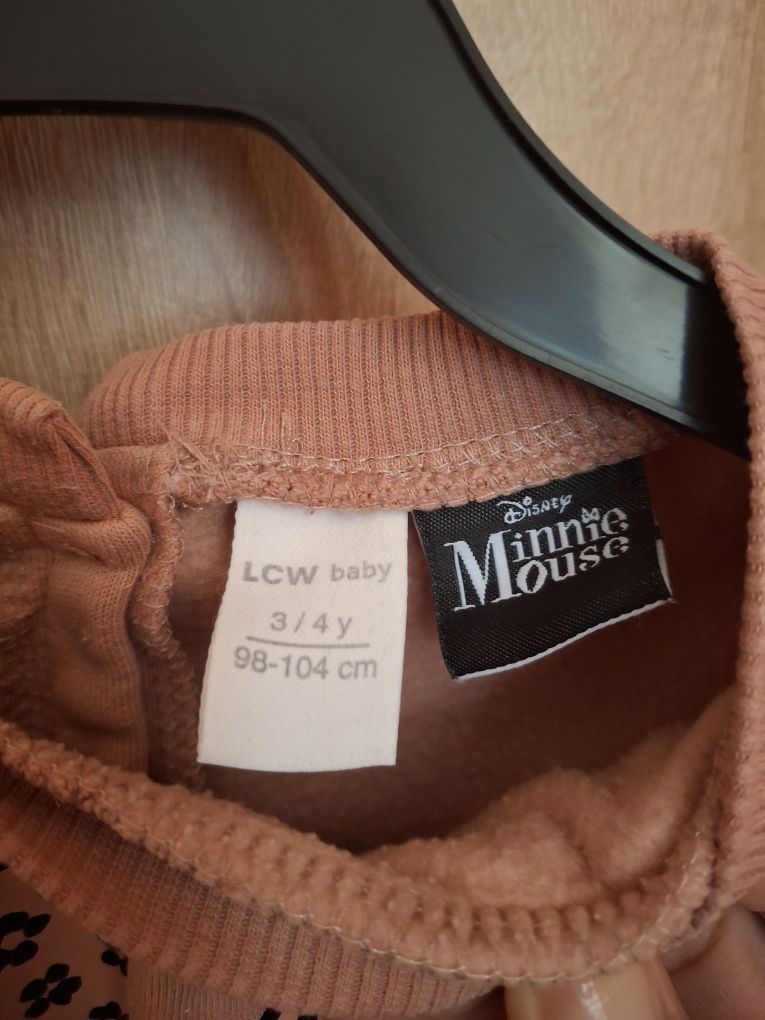 LCW baby
3 / 4 y
98-104 cm
Disney
Minnie
Mouse